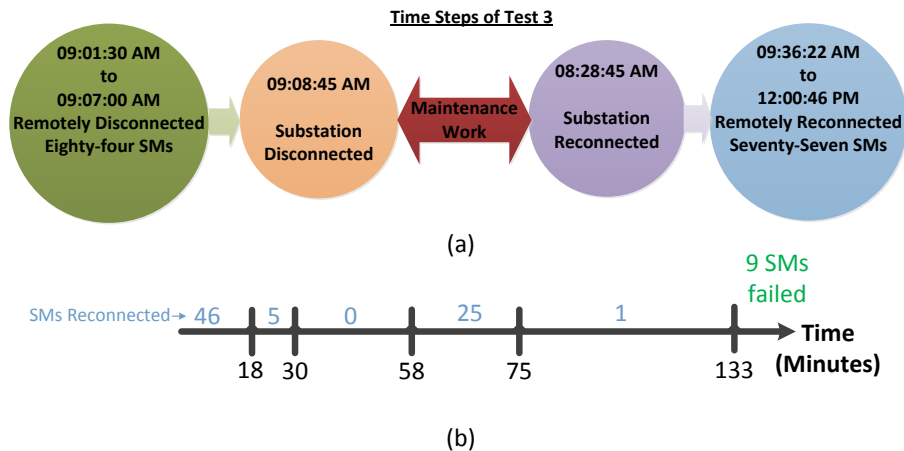 Time Steps of Test 3
09:01:30 AM
to
09:07:00 AM
Remotely Disconnected
Eighty-four SMs
09:08:45 AM
Substation
Disconnected
Maintenance
Work
08:28:45 AM
Substation
Reconnected
09:36:22 AM
to
12:00:46 PM
Remotely Reconnected
Seventy-Seven SMs
(a)
9 SMs
failed
SMs Reconnected
46 5 0 25 1
Time
(Minutes)
18 30 58 75 133
(b)